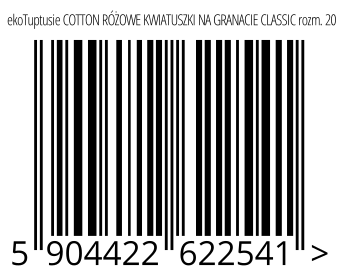 ekoTuptusie COTTON RÓŻOWE KWIATUSZKI NA GRANACIE CLASSIC rozm. 20
5 904422 622541 >